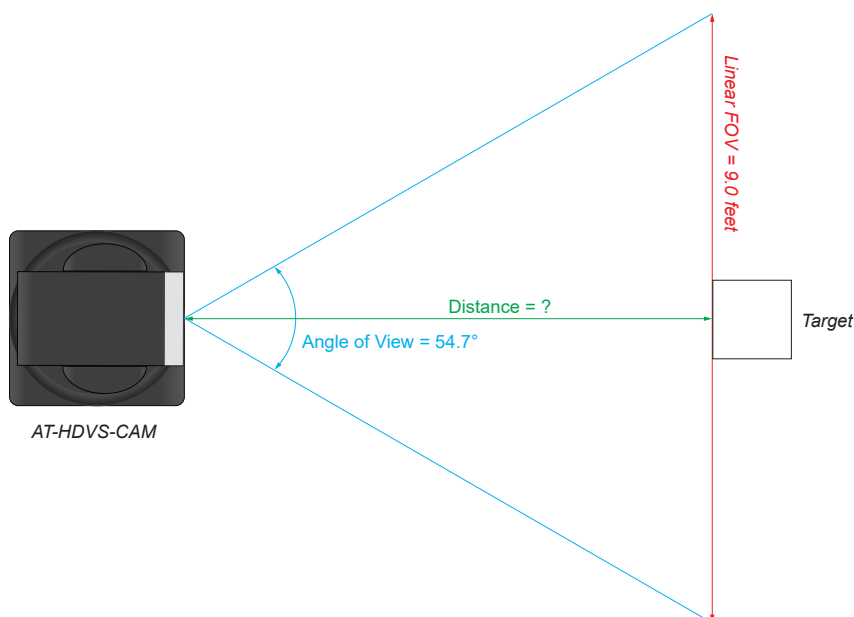 Linear FOV = 9.0 feet
Distance = ?
Target
Angle of View = 54.7°
AT-HDVS-CAM